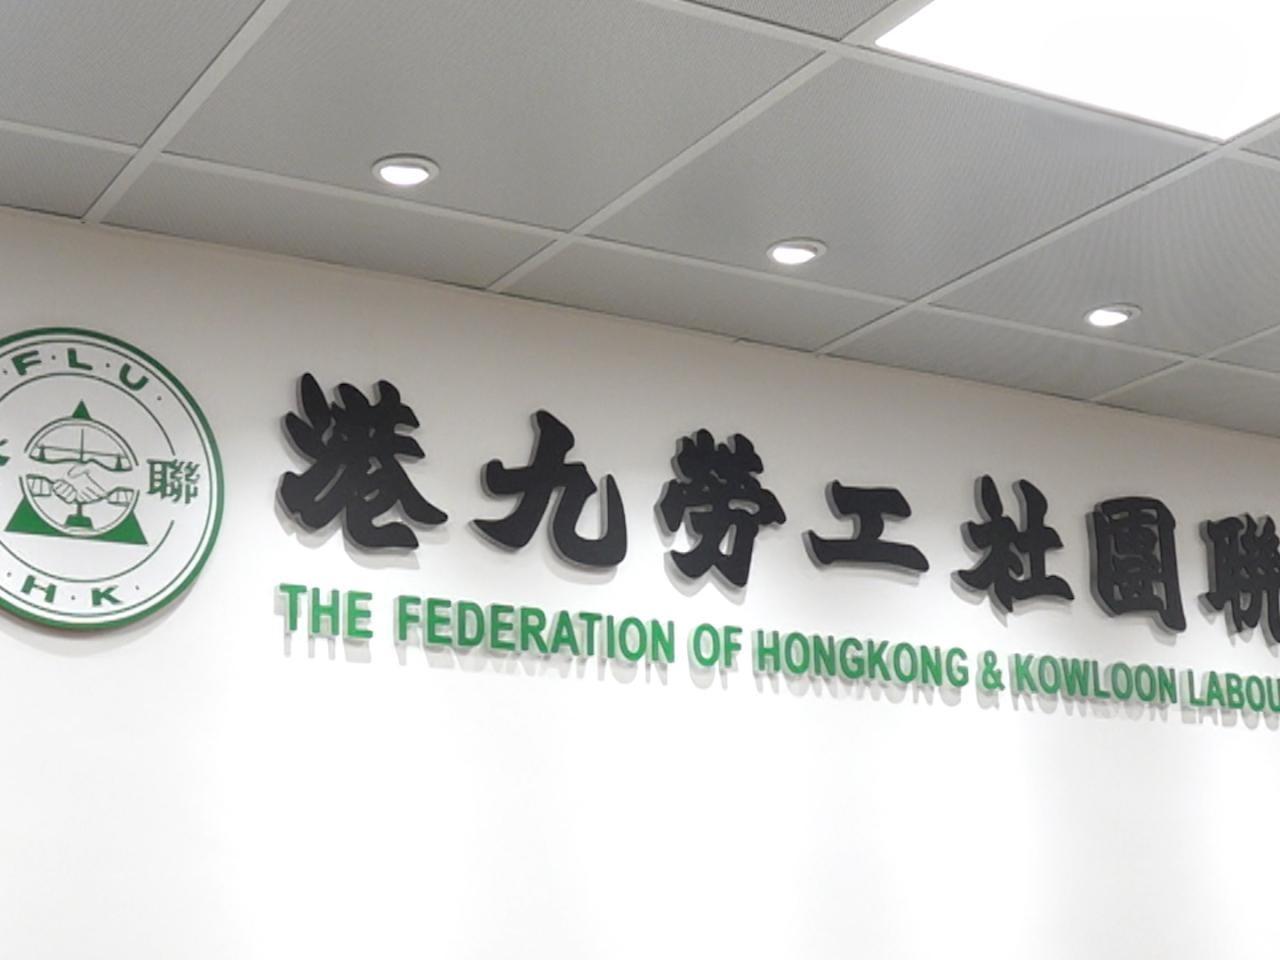 F·L·U·
聯
·H·K·
港九勞工社團聯
THE FEDERATION OF HONGKONG & KOWLOON LABOU